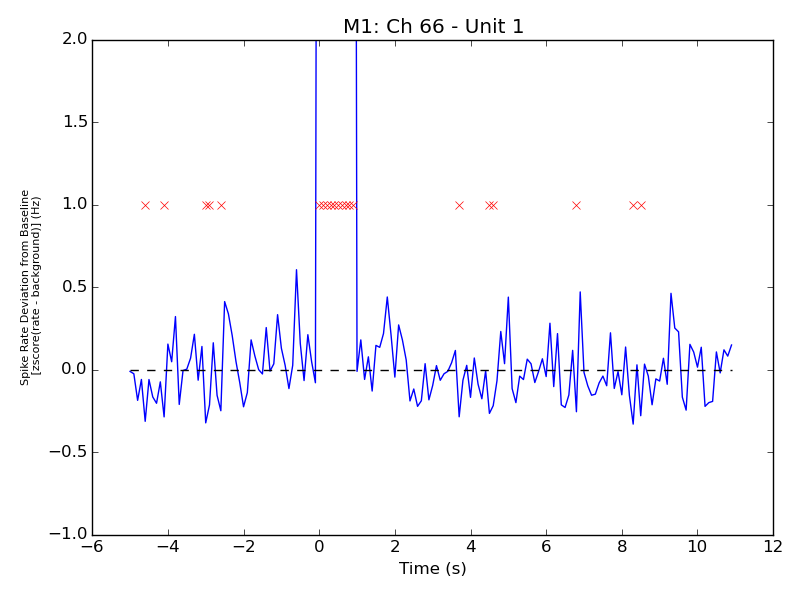 M1: Ch 66 - Unit 1
2.0
1.5
1.0
0.5
0.0
−0.5
−1.0
Spike Rate Deviation from Baseline
[zscore(rate - background)] (Hz)
−6 −4 −2 0 2 4 6 8 10 12
Time (s)